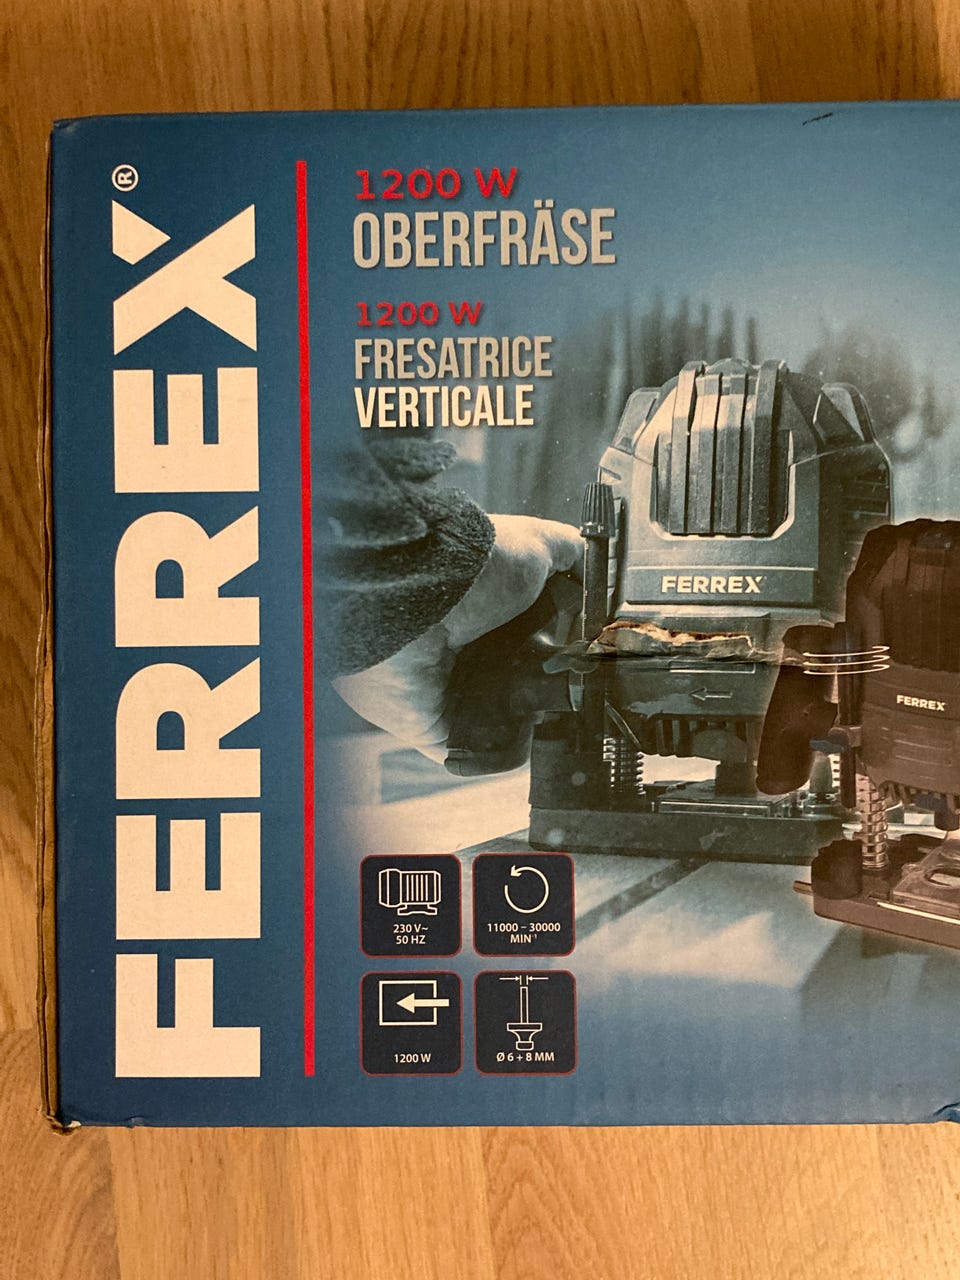 FERREX®
1200 W
OBERFRÄSE
1200 W
FRESATRICE
VERTICALE
FERREX
FERREX
230 V~
50 HZ
11000 – 30000
MIN⁻¹
1200 W
Ø 6 + 8 MM